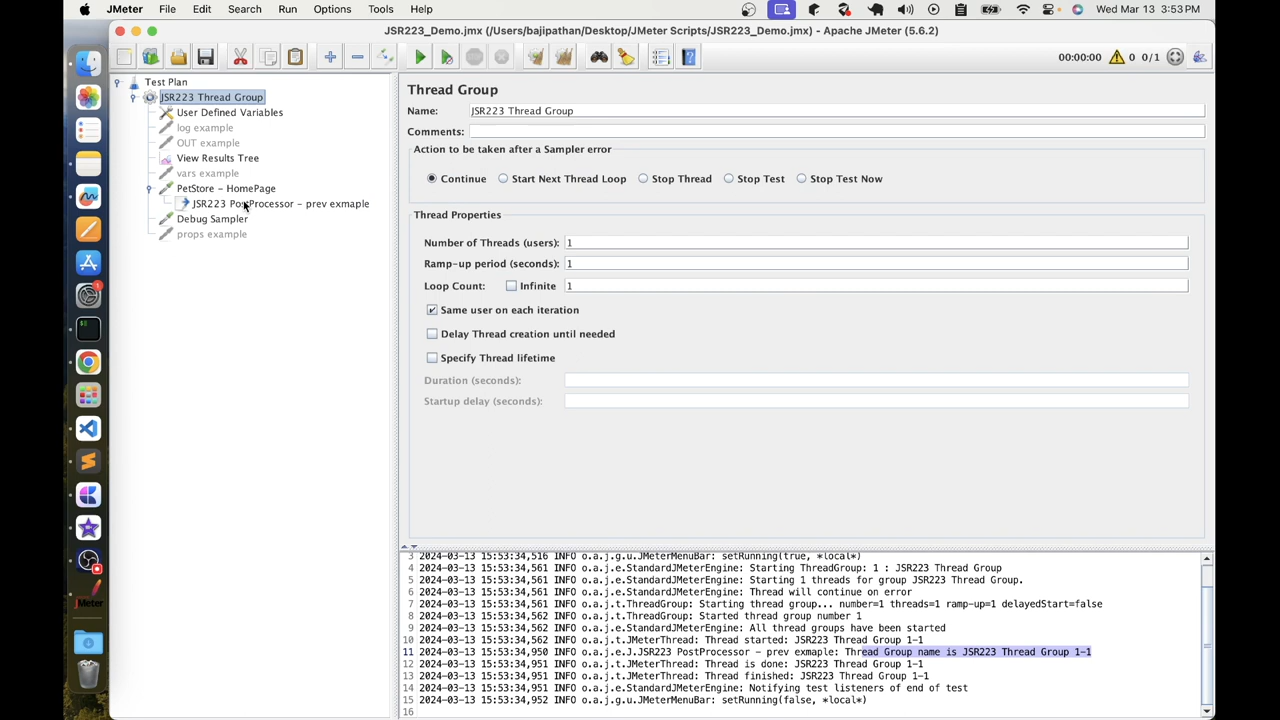 JMeter File Edit Search Run Options Tools Help Wed Mar 13 3:53 PM
JSR223_Demo.jmx (/Users/bajipathan/Desktop/JMeter Scripts/JSR223_Demo.jmx) - Apache JMeter (5.6.2)
00:00:00 0 0/1
Test Plan
JSR223 Thread Group
User Defined Variables
log example
OUT example
View Results Tree
vars example
PetStore - HomePage
JSR223 PostProcessor - prev exmaple
Debug Sampler
props example
Thread Group
Name: JSR223 Thread Group
Comments:
Action to be taken after a Sampler error
Continue Start Next Thread Loop Stop Thread Stop Test Stop Test Now
Thread Properties
Number of Threads (users): 1
Ramp-up period (seconds): 1
Loop Count: Infinite 1
Same user on each iteration
Delay Thread creation until needed
Specify Thread lifetime
Duration (seconds):
Startup delay (seconds):
3 2024-03-13 15:53:34,516 INFO o.a.j.g.u.JMeterMenuBar: setRunning(true, *local*)
4 2024-03-13 15:53:34,561 INFO o.a.j.e.StandardJMeterEngine: Starting ThreadGroup: 1 : JSR223 Thread Group
5 2024-03-13 15:53:34,561 INFO o.a.j.e.StandardJMeterEngine: Starting 1 threads for group JSR223 Thread Group.
6 2024-03-13 15:53:34,561 INFO o.a.j.e.StandardJMeterEngine: Thread will continue on error
7 2024-03-13 15:53:34,561 INFO o.a.j.t.ThreadGroup: Starting thread group... number=1 threads=1 ramp-up=1 delayedStart=false
8 2024-03-13 15:53:34,562 INFO o.a.j.t.ThreadGroup: Started thread group number 1
9 2024-03-13 15:53:34,562 INFO o.a.j.e.StandardJMeterEngine: All thread groups have been started
10 2024-03-13 15:53:34,562 INFO o.a.j.t.JMeterThread: Thread started: JSR223 Thread Group 1-1
11 2024-03-13 15:53:34,950 INFO o.a.j.e.J.JSR223 PostProcessor - prev exmaple: Thread Group name is JSR223 Thread Group 1-1
12 2024-03-13 15:53:34,951 INFO o.a.j.t.JMeterThread: Thread is done: JSR223 Thread Group 1-1
13 2024-03-13 15:53:34,951 INFO o.a.j.t.JMeterThread: Thread finished: JSR223 Thread Group 1-1
14 2024-03-13 15:53:34,951 INFO o.a.j.e.StandardJMeterEngine: Notifying test listeners of end of test
15 2024-03-13 15:53:34,952 INFO o.a.j.g.u.JMeterMenuBar: setRunning(false, *local*)
16
JMeter